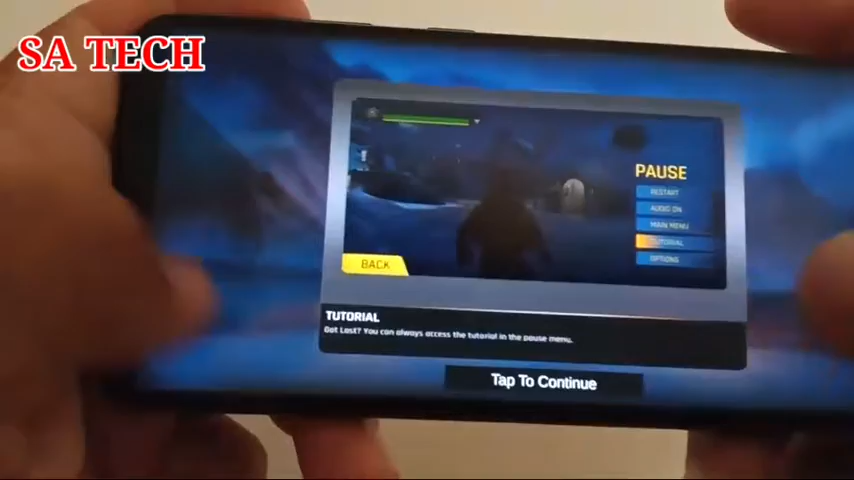 SA TECH
PAUSE
RESTART
AUDIO ON
MAIN MENU
TUTORIAL
OPTIONS
BACK
TUTORIAL
Got Lost? You can always access the tutorial in the pause menu.
Tap To Continue